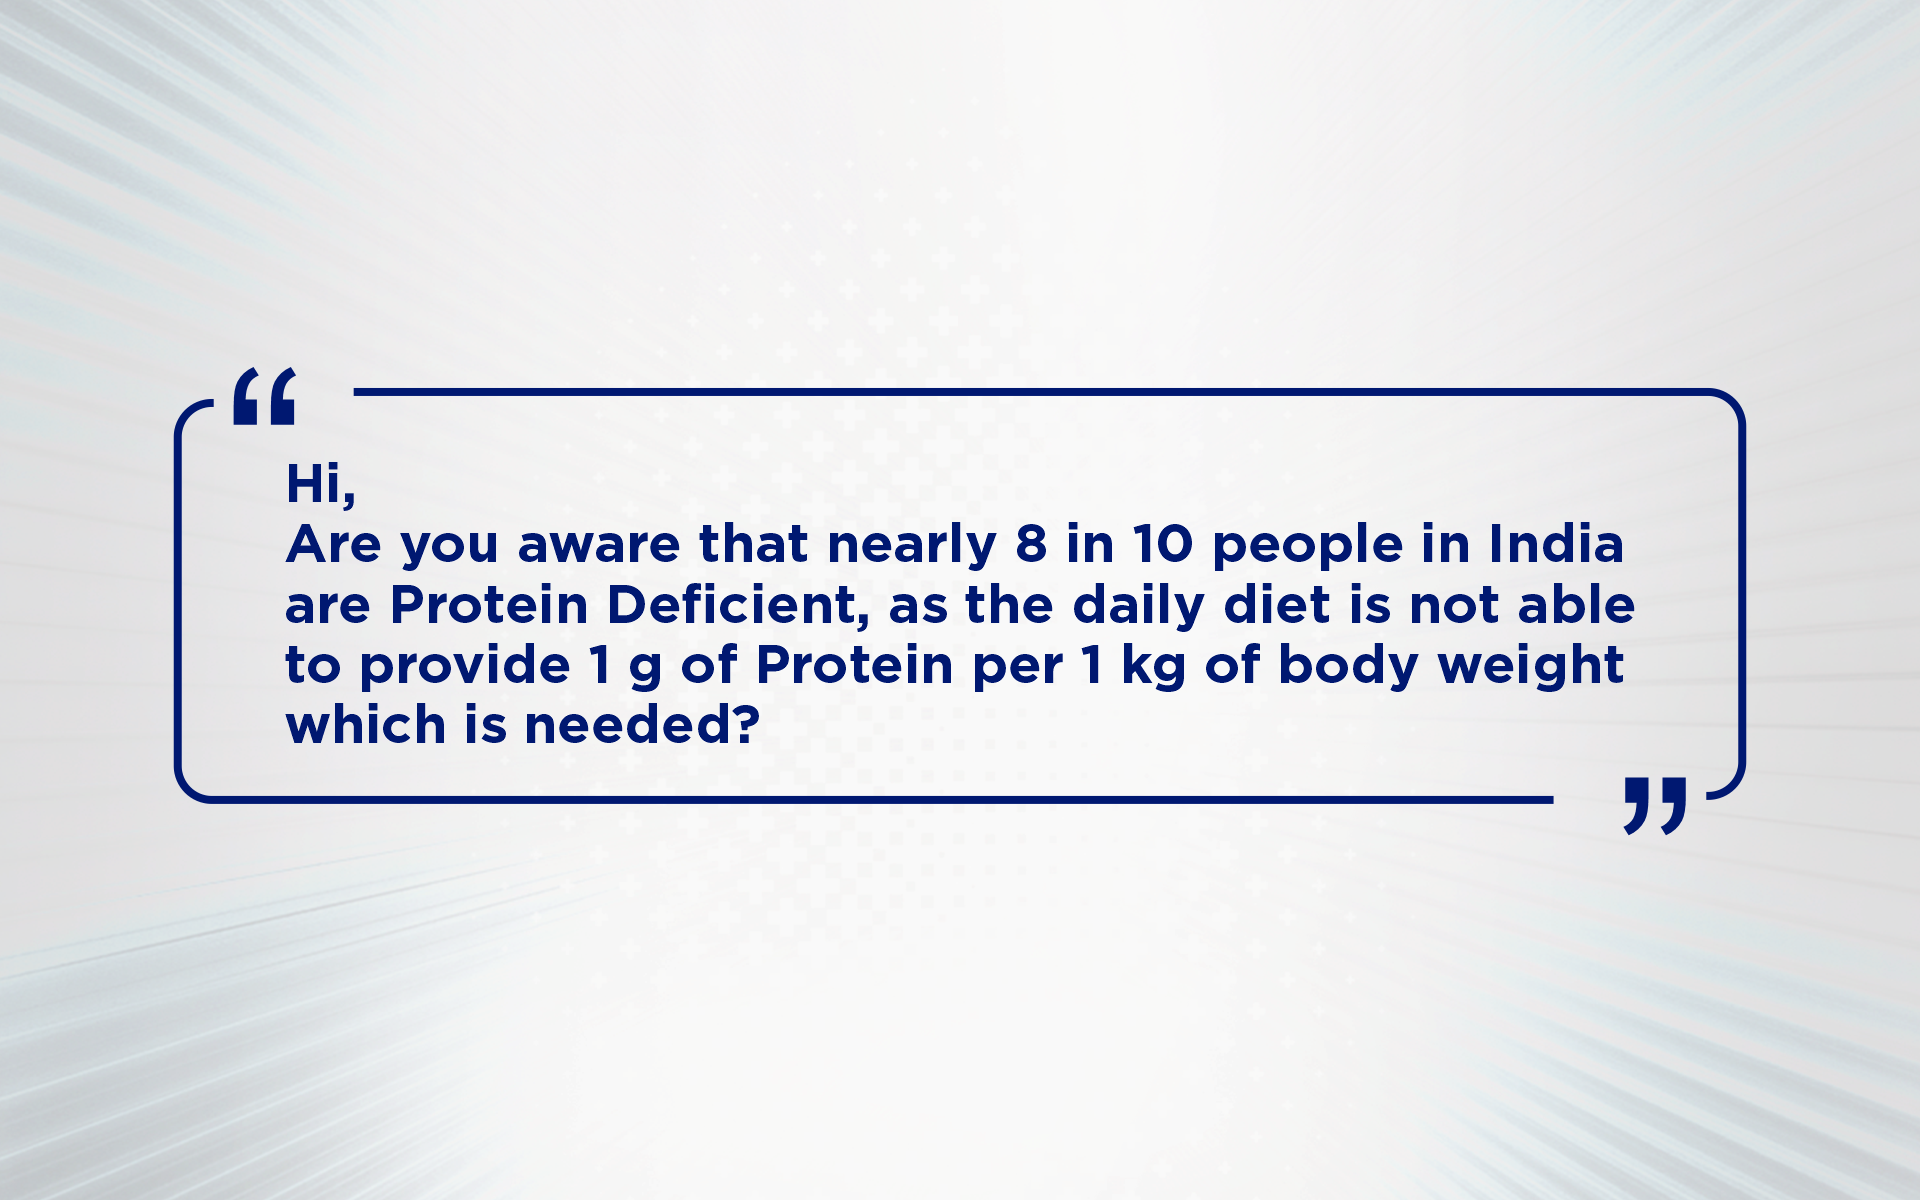 “
Hi,
Are you aware that nearly 8 in 10 people in India
are Protein Deficient, as the daily diet is not able
to provide 1 g of Protein per 1 kg of body weight
which is needed?
”